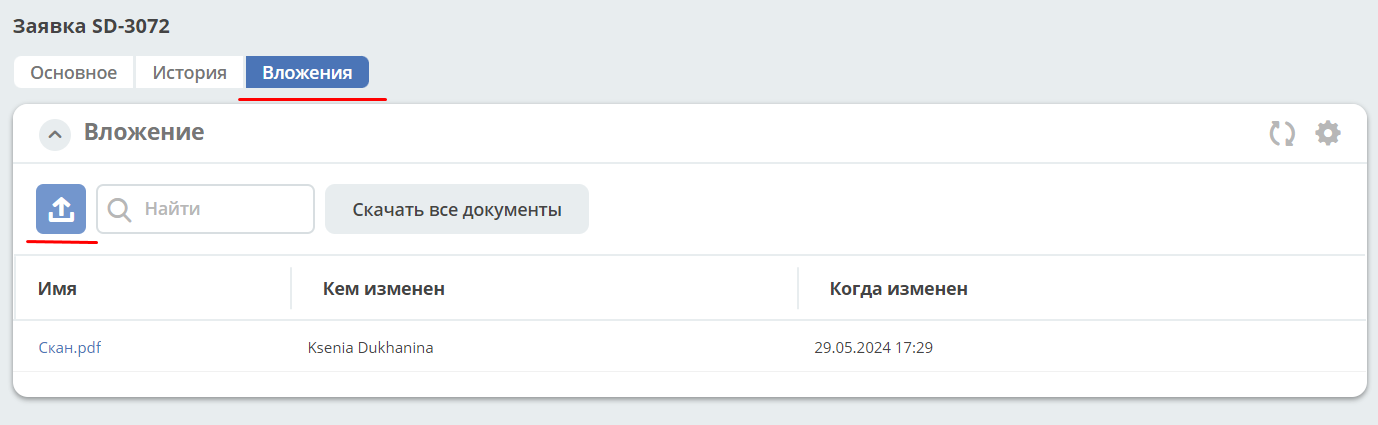 Заявка SD-3072
Основное История Вложения
Вложение
Найти Скачать все документы
Имя Кем изменен Когда изменен
Скан.pdf Ksenia Dukhanina 29.05.2024 17:29